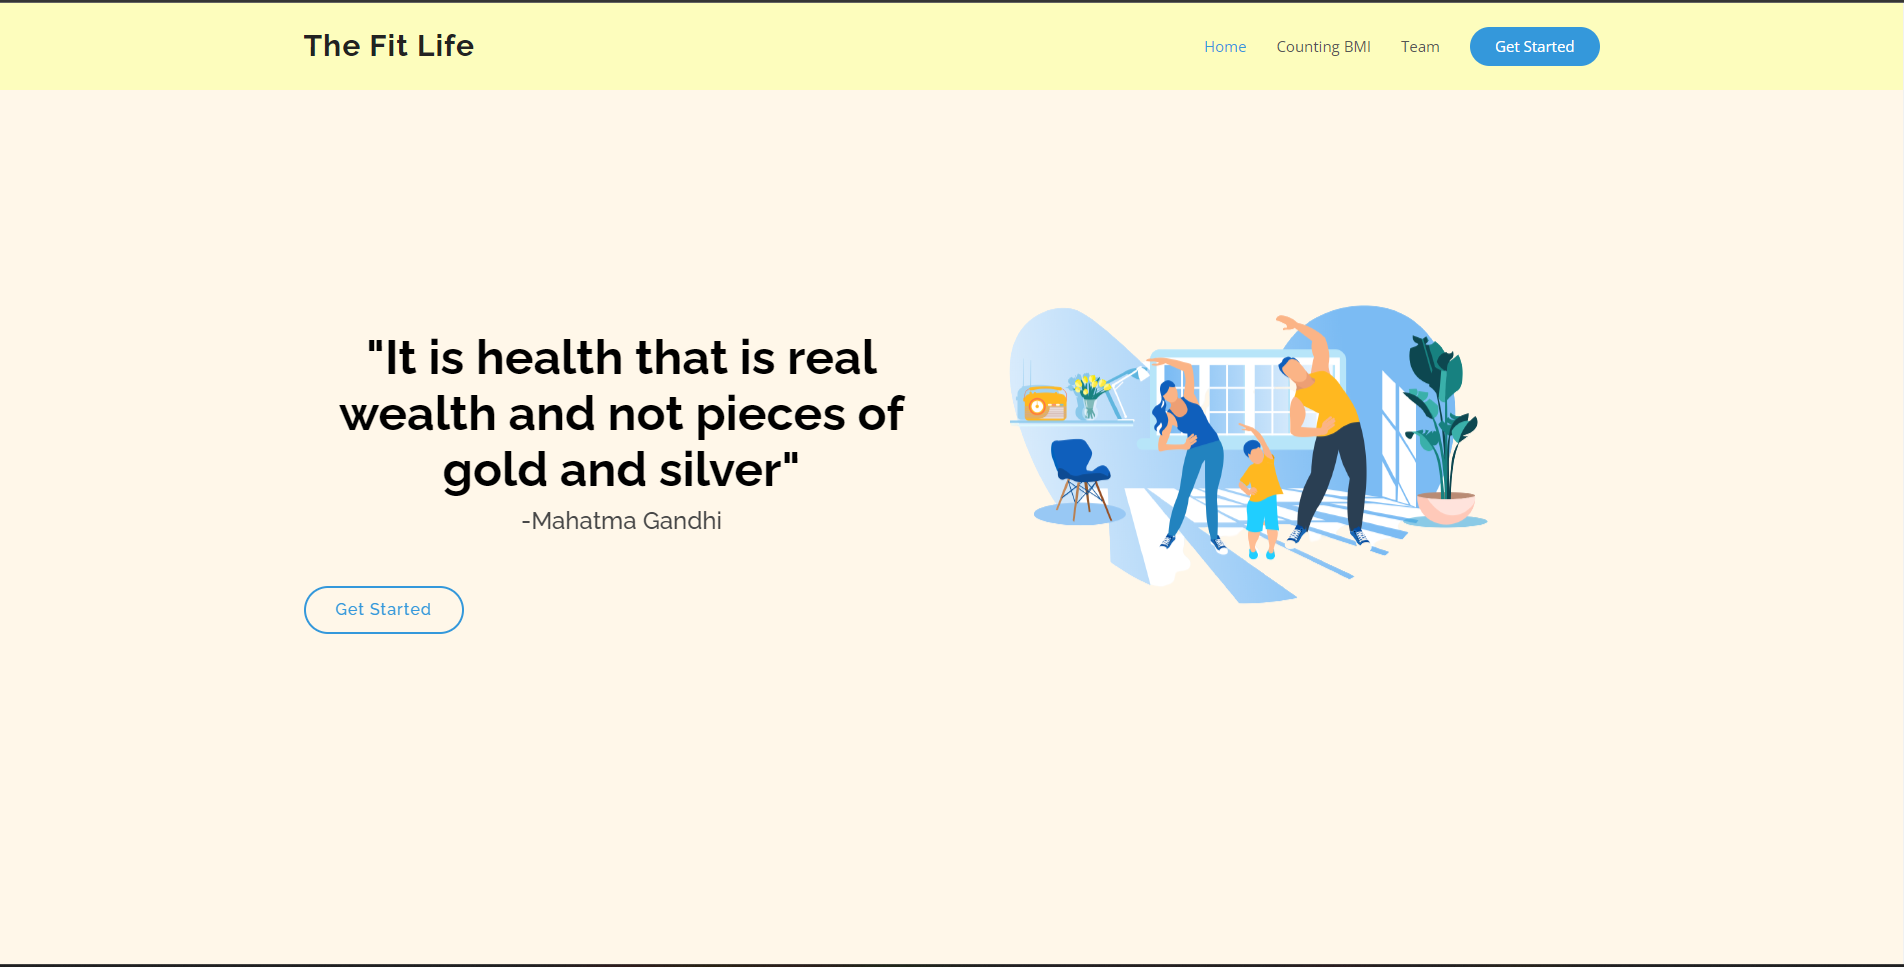 The Fit Life
Home
Counting BMI
Team
Get Started
"It is health that is real
wealth and not pieces of
gold and silver"
-Mahatma Gandhi
Get Started